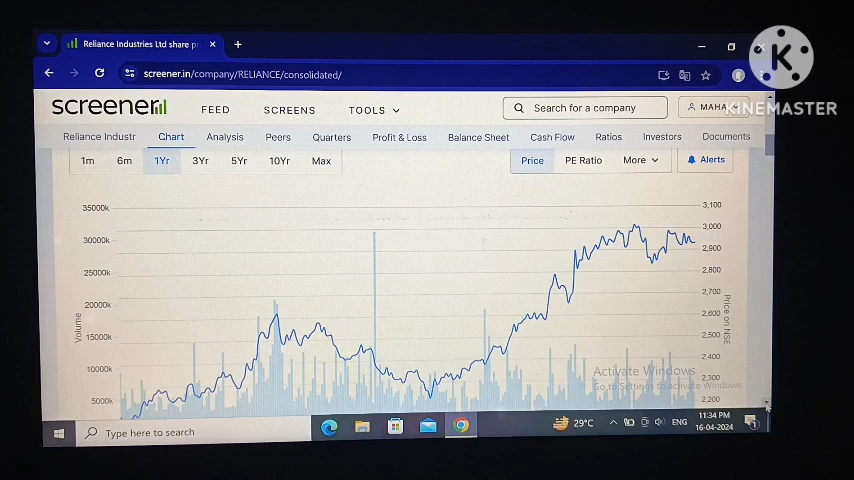 Reliance Industries Ltd share p
screener.in/company/RELIANCE/consolidated/
KINEMASTER
screener
FEED
SCREENS
TOOLS
Search for a company
MAHA
Reliance Industr
Chart
Analysis
Peers
Quarters
Profit & Loss
Balance Sheet
Cash Flow
Ratios
Investors
Documents
1m
6m
1Yr
3Yr
5Yr
10Yr
Max
Price
PE Ratio
More
Alerts
35000k
30000k
25000k
20000k
15000k
10000k
5000k
Volume
3,100
3,000
2,900
2,800
2,700
2,600
2,500
2,400
2,300
2,200
Price on NSE
Activate Windows
Go to Settings to activate Windows.
Type here to search
29°C
ENG
11:34 PM
16-04-2024
1